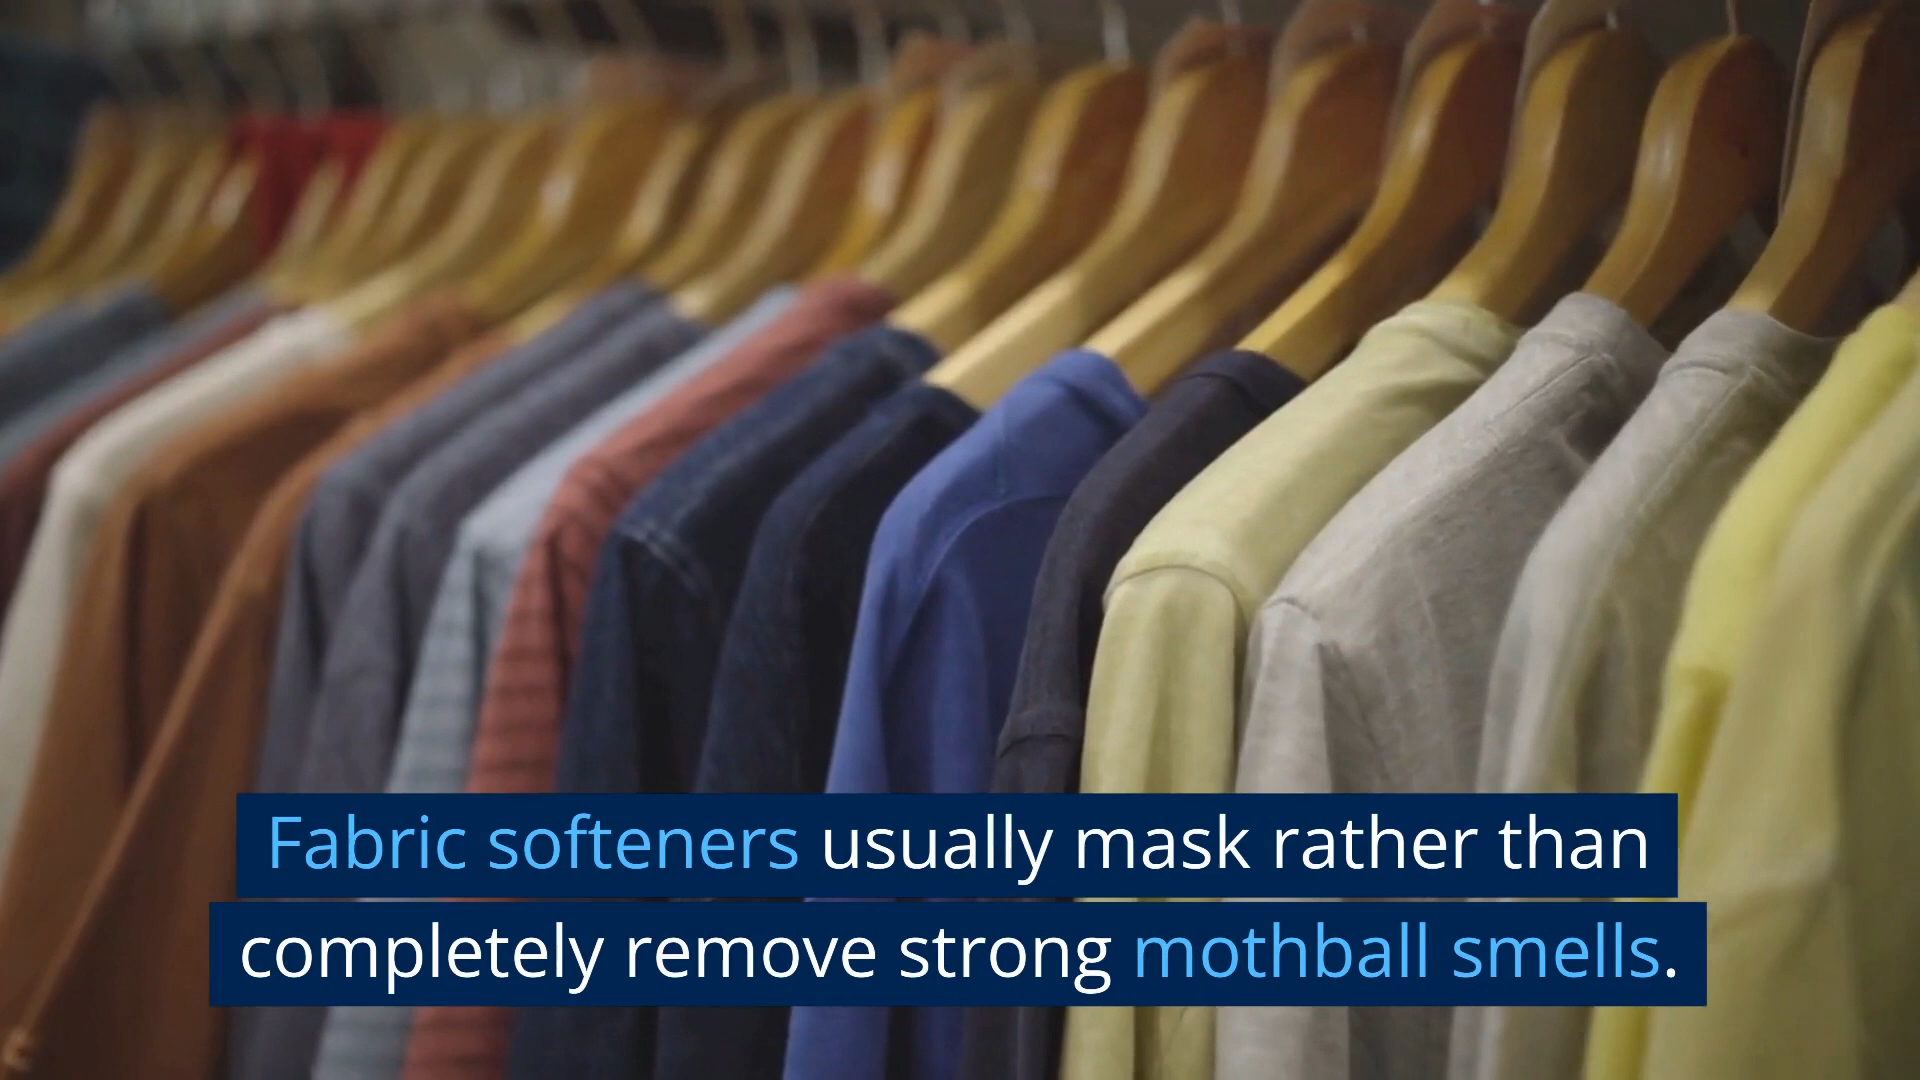 Fabric softeners usually mask rather than
completely remove strong mothball smells.